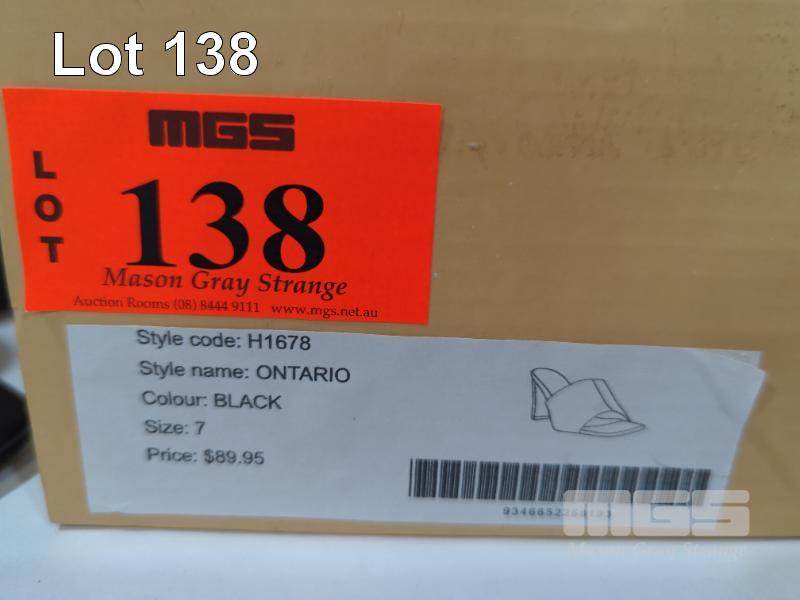 Lot 138
MGS
LOT
138
Mason Gray Strange
Auction Rooms (08) 8444 9111 www.mgs.net.au
Style code: H1678
Style name: ONTARIO
Colour: BLACK
Size: 7
Price: $89.95
MGS
Mason Gray Strange